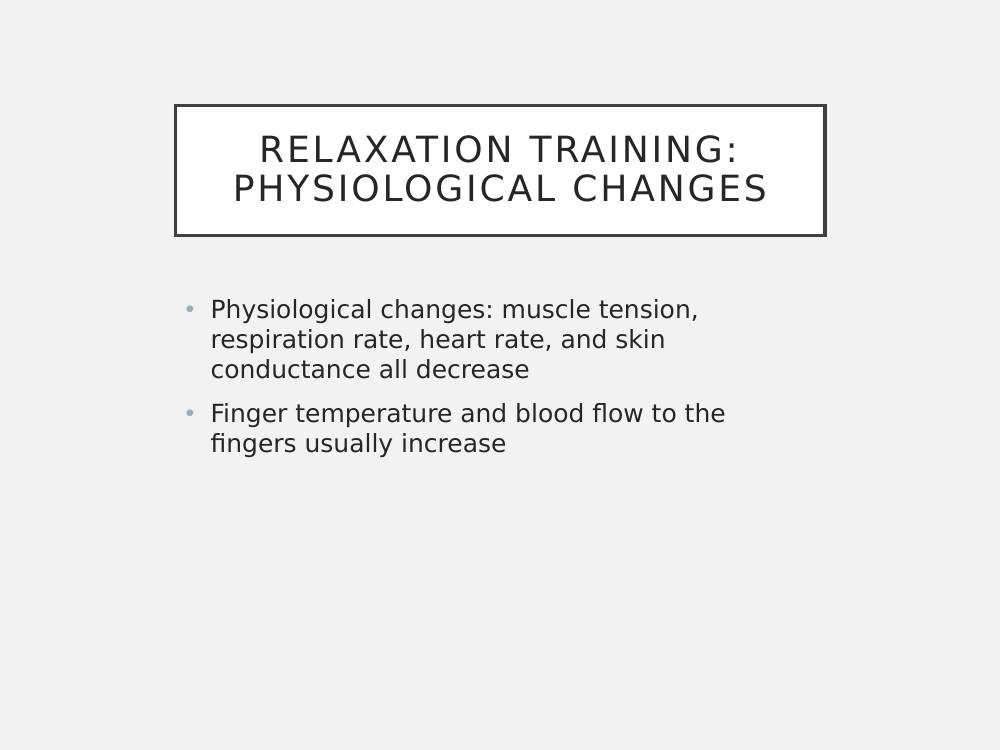 RELAXATION TRAINING:
PHYSIOLOGICAL CHANGES
• Physiological changes: muscle tension,
respiration rate, heart rate, and skin
conductance all decrease
• Finger temperature and blood flow to the
fingers usually increase